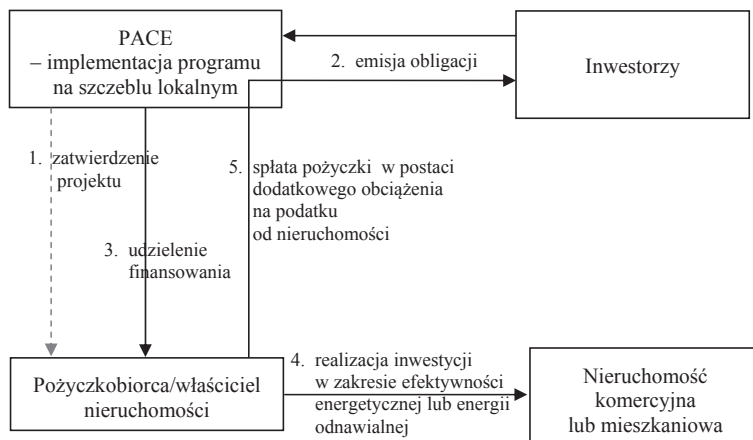 PACE
– implementacja programu
na szczeblu lokalnym
2. emisja obligacji
Inwestorzy
1. zatwierdzenie
projektu
5. spłata pożyczki w postaci
dodatkowego obciążenia
na podatku
od nieruchomości
3. udzielenie
finansowania
Pożyczkobiorca/właściciel
nieruchomości
4. realizacja inwestycji
w zakresie efektywności
energetycznej lub energii
odnawialnej
Nieruchomość
komercyjna
lub mieszkaniowa